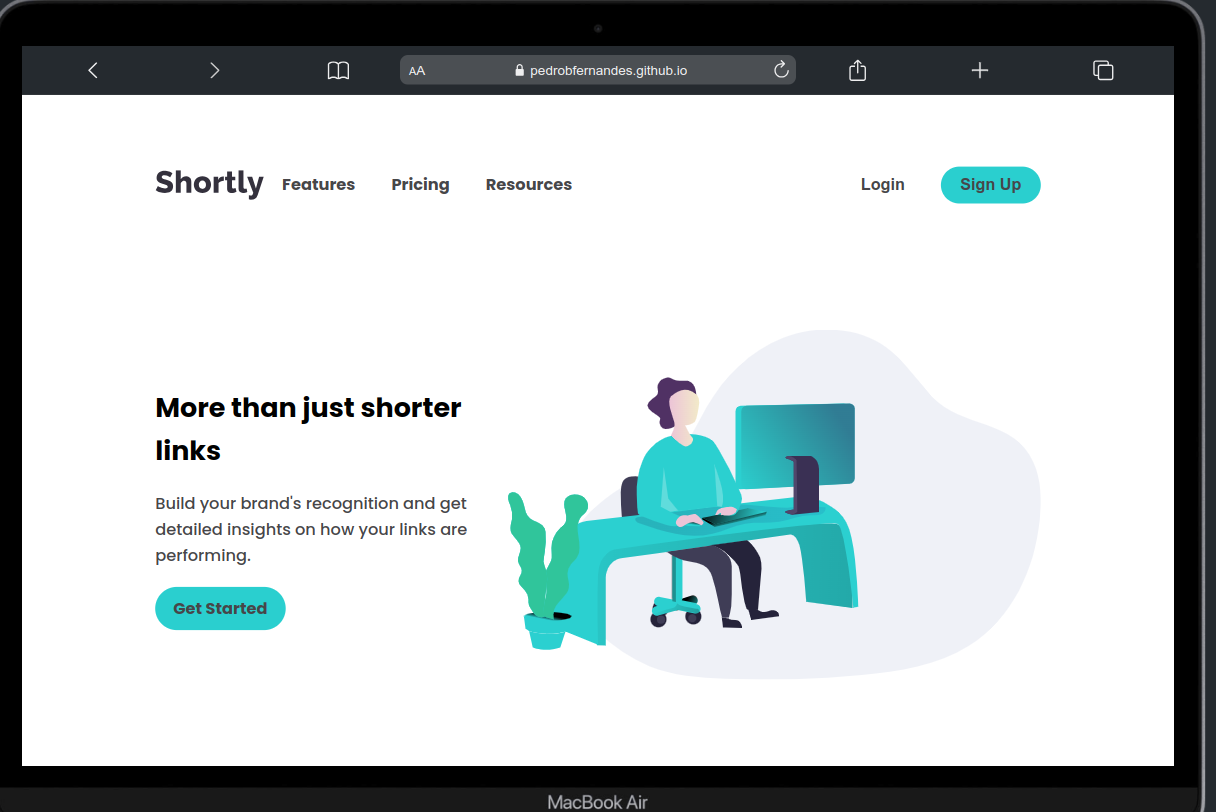 AA
pedrobfernandes.github.io
Shortly Features Pricing Resources Login Sign Up
More than just shorter
links
Build your brand's recognition and get
detailed insights on how your links are
performing.
Get Started
MacBook Air